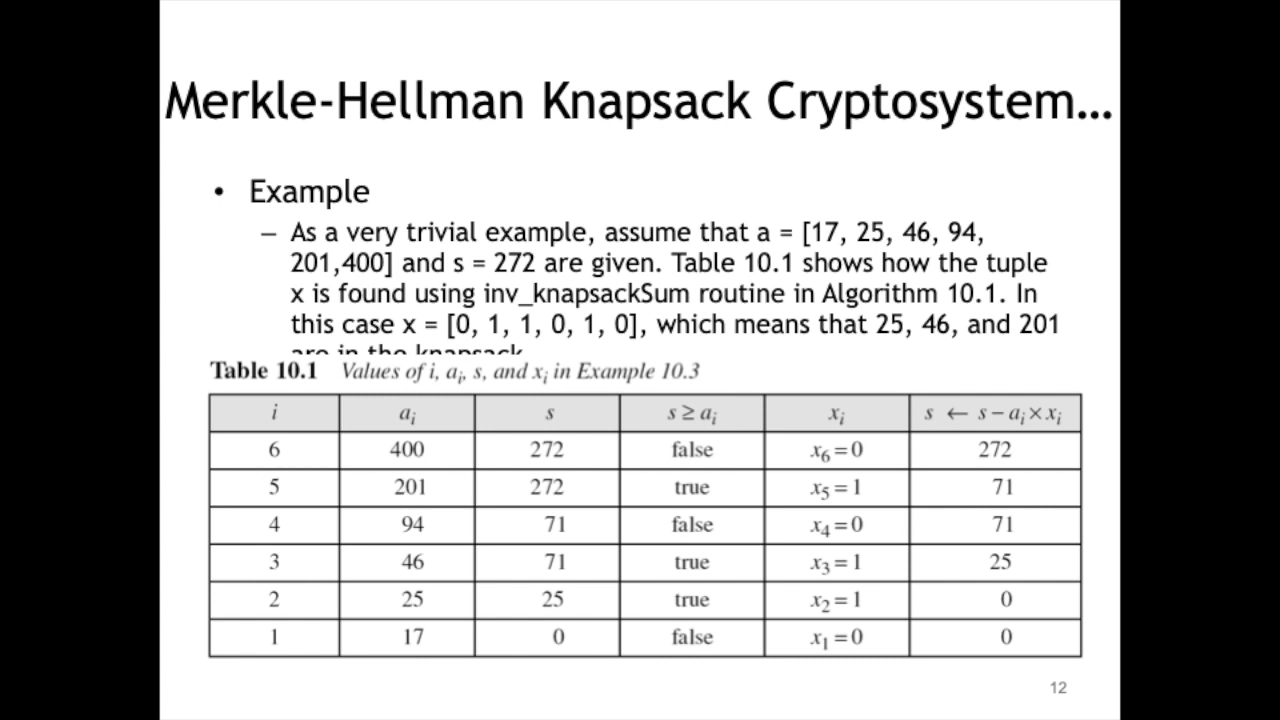 Merkle-Hellman Knapsack Cryptosystem...
• Example
– As a very trivial example, assume that a = [17, 25, 46, 94,
201,400] and s = 272 are given. Table 10.1 shows how the tuple
x is found using inv_knapsackSum routine in Algorithm 10.1. In
this case x = [0, 1, 1, 0, 1, 0], which means that 25, 46, and 201
are in the knapsack
Table 10.1 Values of i, aᵢ, s, and xᵢ in Example 10.3
i aᵢ s s ≥ aᵢ xᵢ s ← s − aᵢ × xᵢ
6 400 272 false x₆ = 0 272
5 201 272 true x₅ = 1 71
4 94 71 false x₄ = 0 71
3 46 71 true x₃ = 1 25
2 25 25 true x₂ = 1 0
1 17 0 false x₁ = 0 0
12